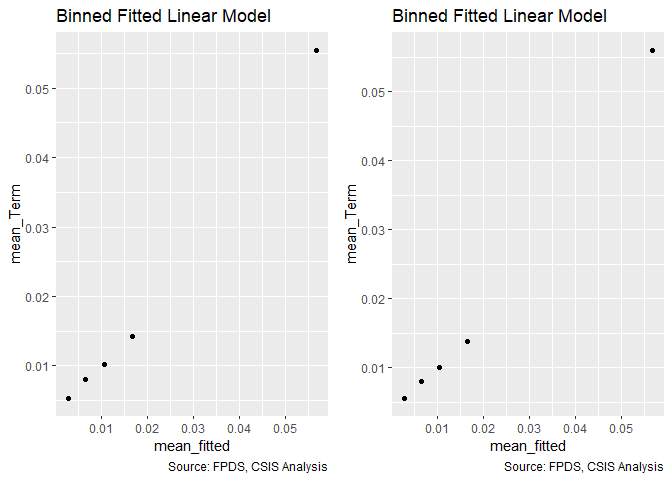 Binned Fitted Linear Model
mean_Term
0.05
0.04
0.03
0.02
0.01
0.01 0.02 0.03 0.04 0.05
mean_fitted
Source: FPDS, CSIS Analysis
Binned Fitted Linear Model
mean_Term
0.05
0.04
0.03
0.02
0.01
0.01 0.02 0.03 0.04 0.05
mean_fitted
Source: FPDS, CSIS Analysis